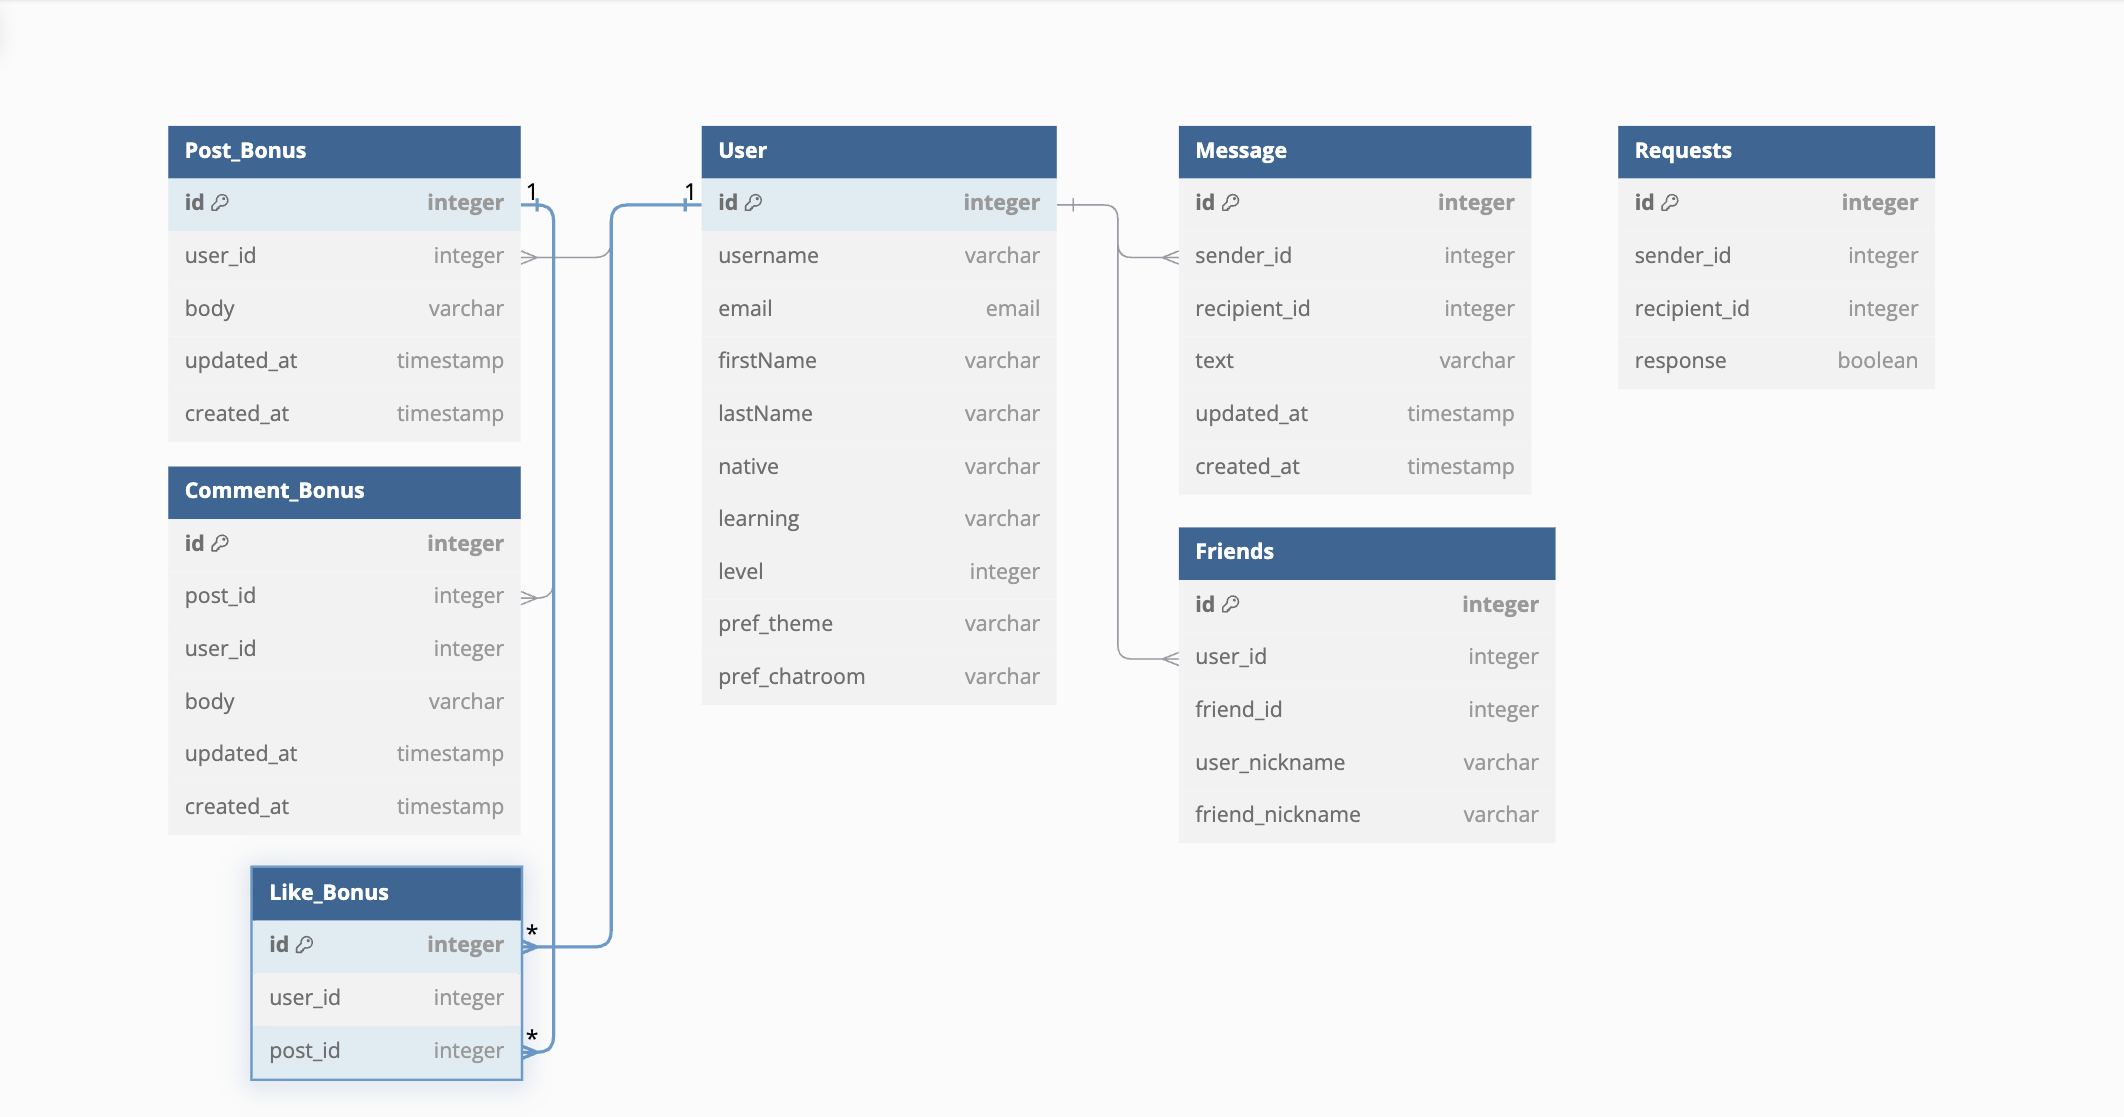 Post_Bonus
id integer
user_id integer
body varchar
updated_at timestamp
created_at timestamp
Comment_Bonus
id integer
post_id integer
user_id integer
body varchar
updated_at timestamp
created_at timestamp
Like_Bonus
id integer
user_id integer
post_id integer
1
*
*
1
User
id integer
username varchar
email email
firstName varchar
lastName varchar
native varchar
learning varchar
level integer
pref_theme varchar
pref_chatroom varchar
Message
id integer
sender_id integer
recipient_id integer
text varchar
updated_at timestamp
created_at timestamp
Friends
id integer
user_id integer
friend_id integer
user_nickname varchar
friend_nickname varchar
Requests
id integer
sender_id integer
recipient_id integer
response boolean